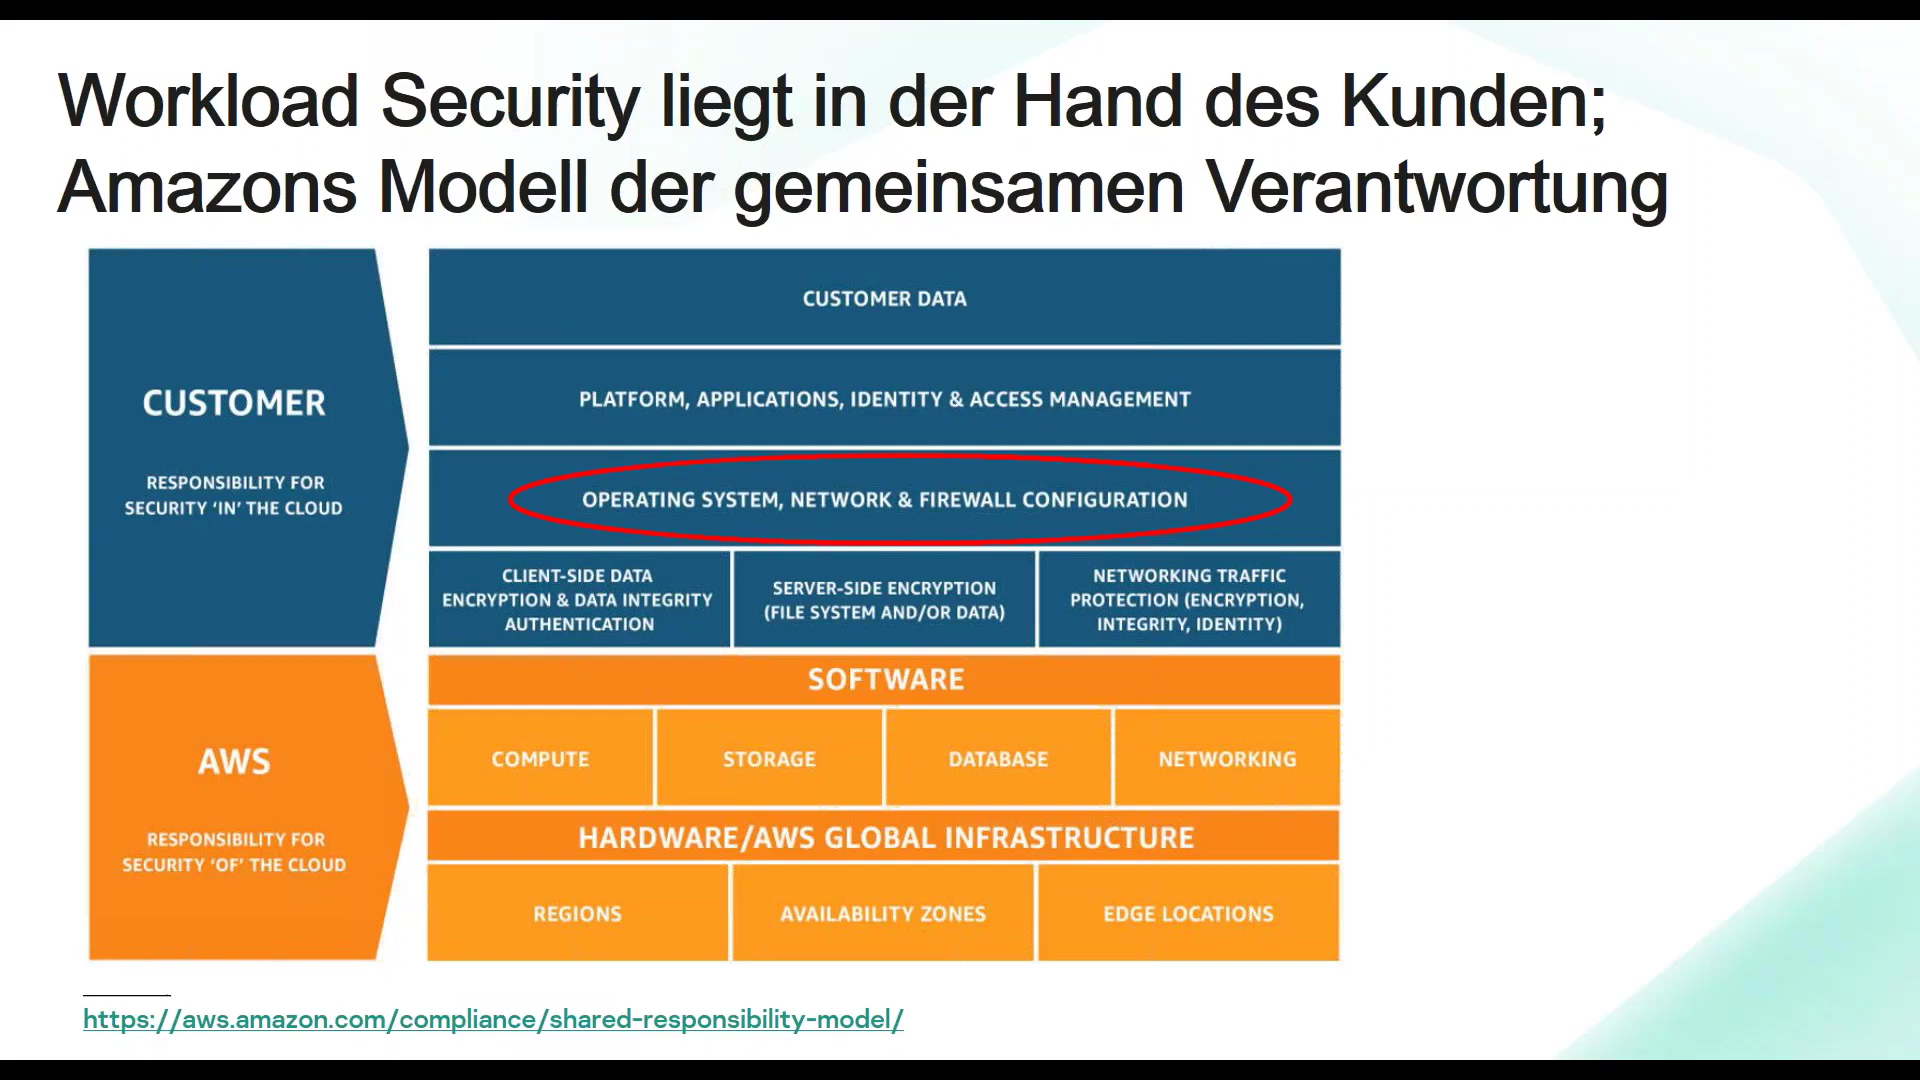 Workload Security liegt in der Hand des Kunden;
Amazons Modell der gemeinsamen Verantwortung
CUSTOMER
RESPONSIBILITY FOR
SECURITY ‘IN’ THE CLOUD
CUSTOMER DATA
PLATFORM, APPLICATIONS, IDENTITY & ACCESS MANAGEMENT
OPERATING SYSTEM, NETWORK & FIREWALL CONFIGURATION
CLIENT-SIDE DATA
ENCRYPTION & DATA INTEGRITY
AUTHENTICATION
SERVER-SIDE ENCRYPTION
(FILE SYSTEM AND/OR DATA)
NETWORKING TRAFFIC
PROTECTION (ENCRYPTION,
INTEGRITY, IDENTITY)
AWS
RESPONSIBILITY FOR
SECURITY ‘OF’ THE CLOUD
SOFTWARE
COMPUTE
STORAGE
DATABASE
NETWORKING
HARDWARE/AWS GLOBAL INFRASTRUCTURE
REGIONS
AVAILABILITY ZONES
EDGE LOCATIONS
https://aws.amazon.com/compliance/shared-responsibility-model/